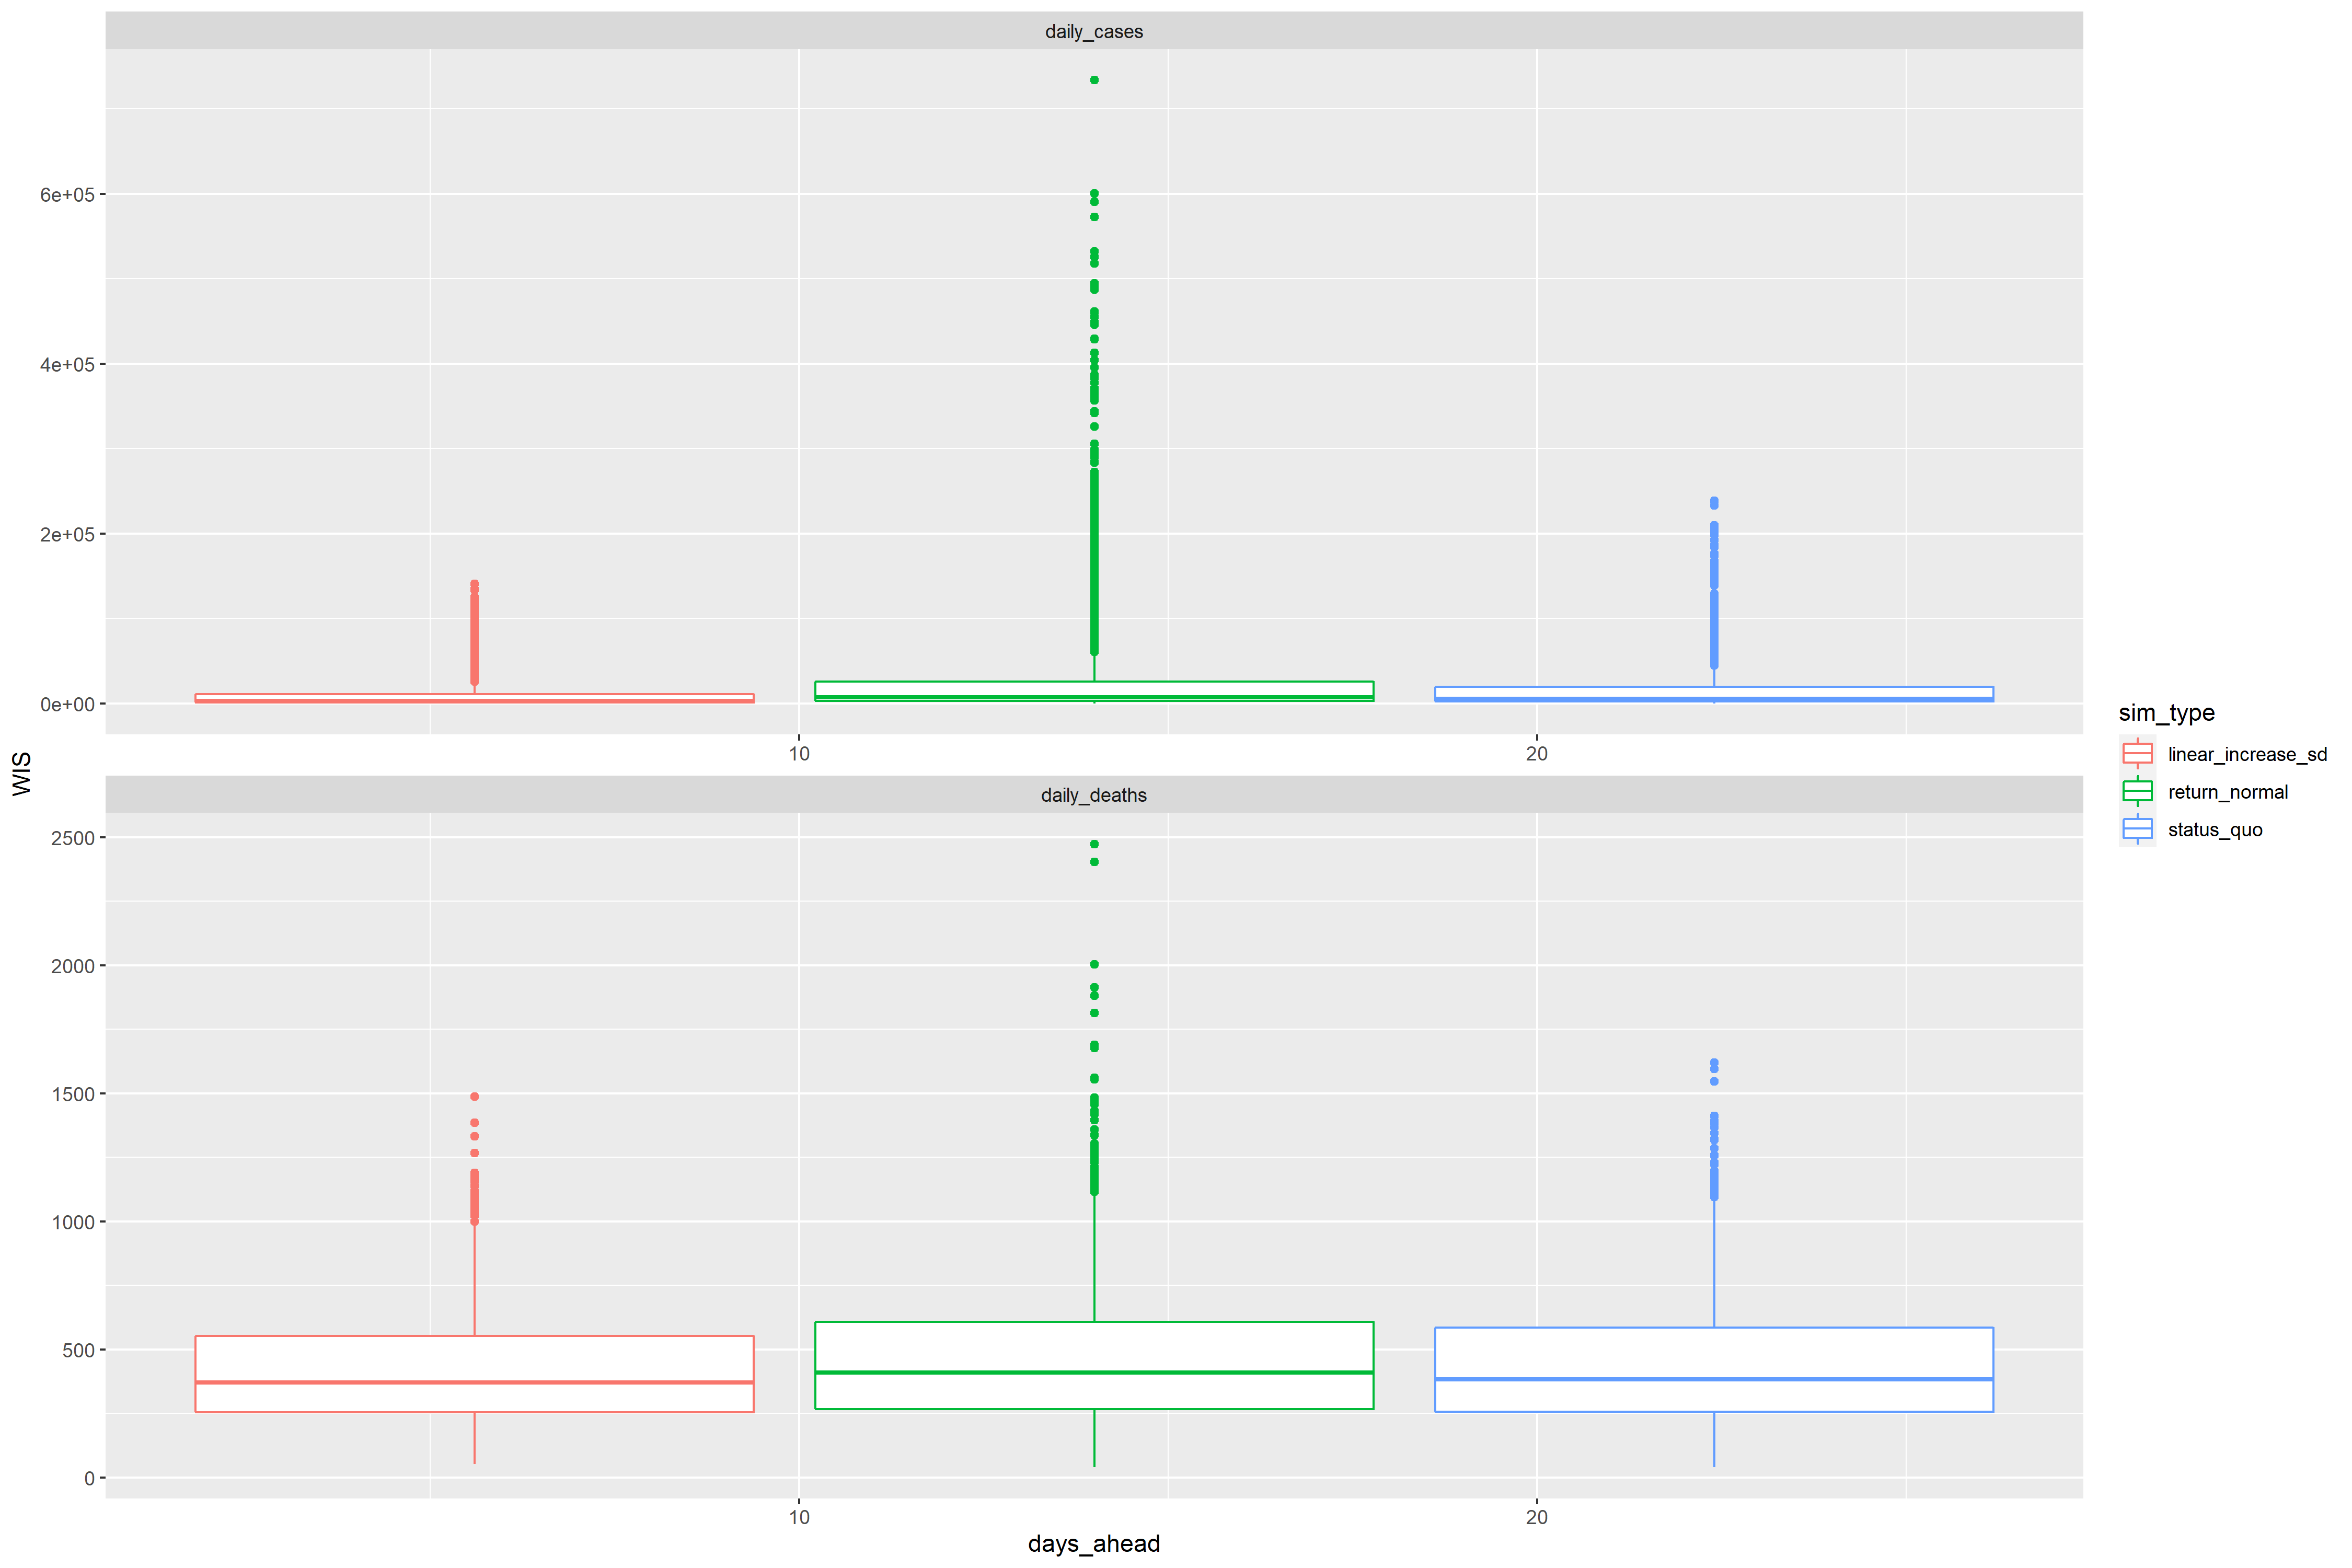 daily_cases
6e+05
4e+05
2e+05
0e+00
10
20
WIS
daily_deaths
2500
2000
1500
1000
500
0
10
20
days_ahead
sim_type
linear_increase_sd
return_normal
status_quo